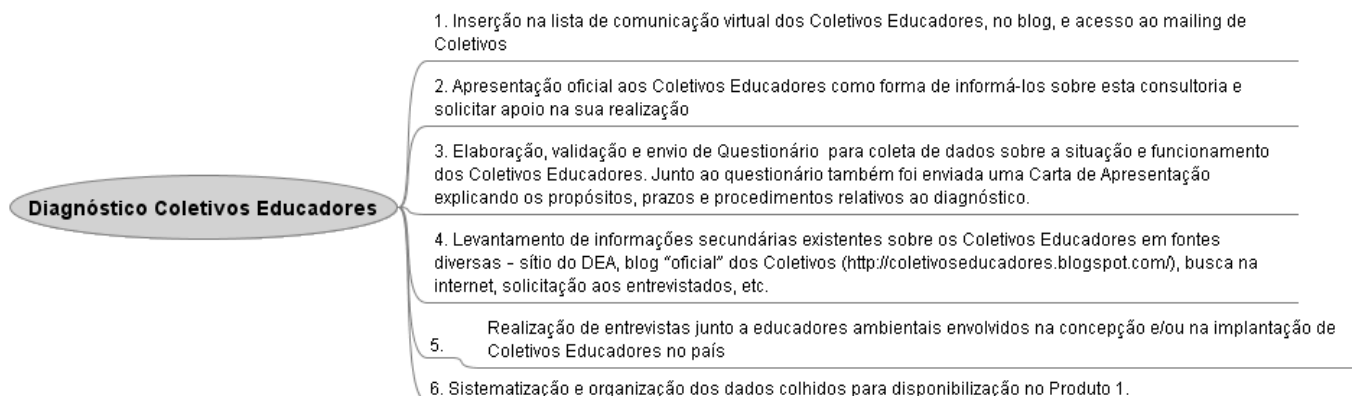 1. Inserção na lista de comunicação virtual dos Coletivos Educadores, no blog, e acesso ao mailing de
Coletivos
2. Apresentação oficial aos Coletivos Educadores como forma de informá-los sobre esta consultoria e
solicitar apoio na sua realização
3. Elaboração, validação e envio de Questionário para coleta de dados sobre a situação e funcionamento
dos Coletivos Educadores. Junto ao questionário também foi enviada uma Carta de Apresentação
explicando os propósitos, prazos e procedimentos relativos ao diagnóstico.
Diagnóstico Coletivos Educadores
4. Levantamento de informações secundárias existentes sobre os Coletivos Educadores em fontes
diversas – sítio do DEA, blog “oficial” dos Coletivos (http://coletivoseducadores.blogspot.com/), busca na
internet, solicitação aos entrevistados, etc.
5. Realização de entrevistas junto a educadores ambientais envolvidos na concepção e/ou na implantação de
Coletivos Educadores no país
6. Sistematização e organização dos dados colhidos para disponibilização no Produto 1.